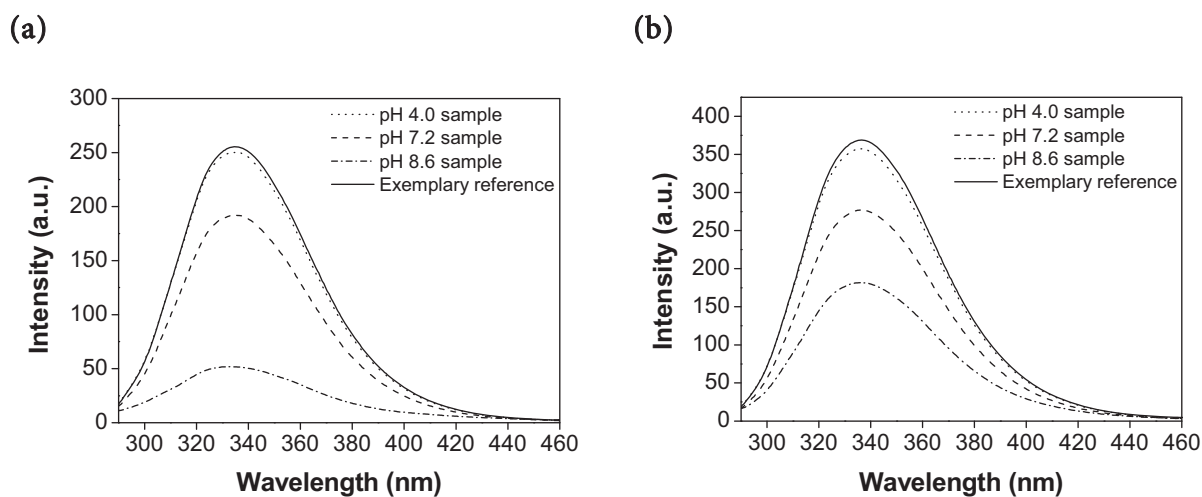 (a)
300
250
200
150
100
50
0
Intensity (a.u.)
pH 4.0 sample
pH 7.2 sample
pH 8.6 sample
Exemplary reference
300 320 340 360 380 400 420 440 460
Wavelength (nm)
(b)
400
350
300
250
200
150
100
50
0
Intensity (a.u.)
pH 4.0 sample
pH 7.2 sample
pH 8.6 sample
Exemplary reference
300 320 340 360 380 400 420 440 460
Wavelength (nm)